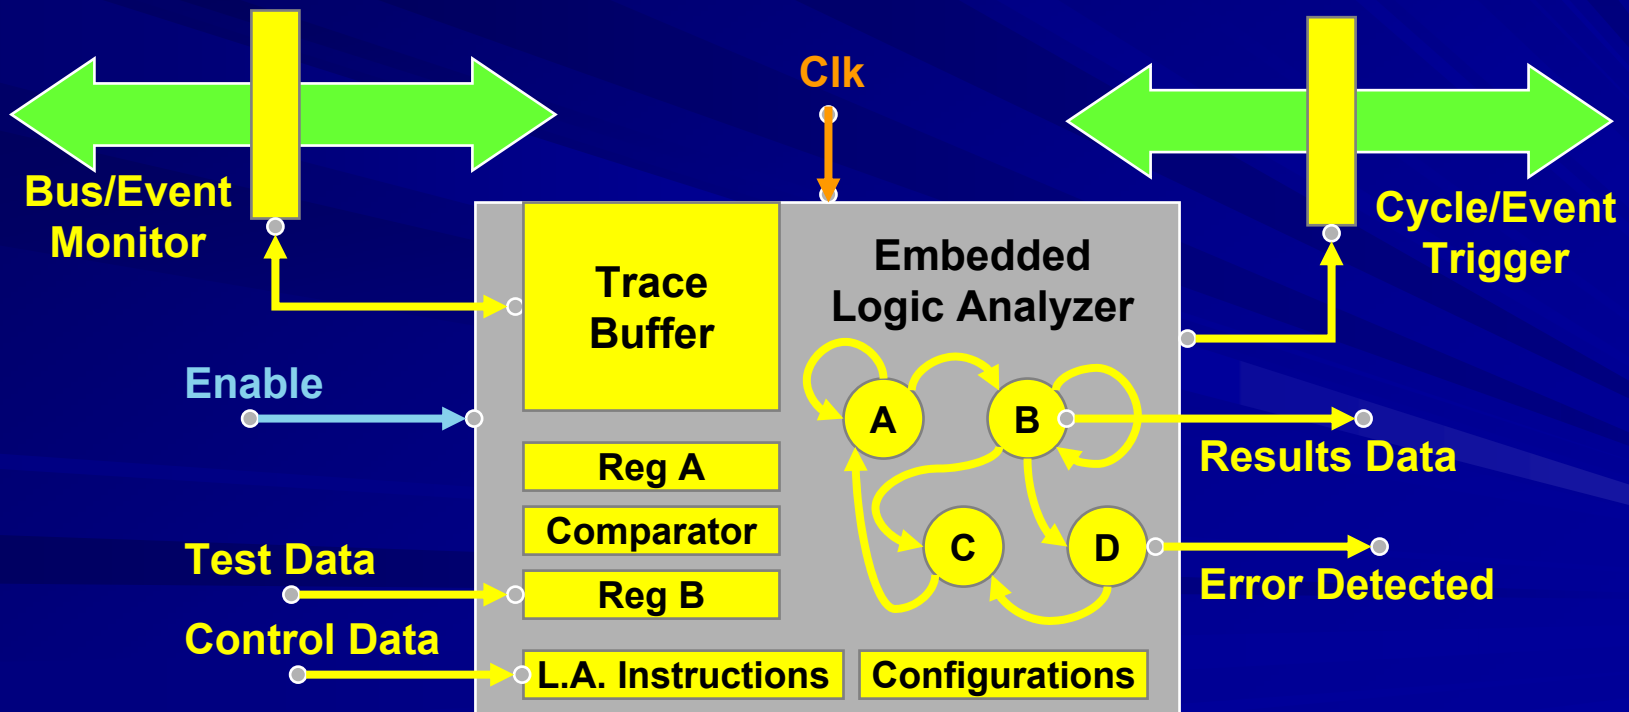 Clk
Bus/Event
Monitor
Cycle/Event
Trigger
Trace
Buffer
Embedded
Logic Analyzer
Enable
A
B
Results Data
Reg A
Comparator
C
D
Test Data
Reg B
Error Detected
Control Data
L.A. Instructions
Configurations